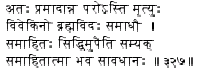 अतः प्रमादान्न परोऽस्ति मृत्युः
विवेकिनो ब्रह्मविदः समाधौ ।
समाहितः सिद्धिमुपैति सम्यक्
समाहितात्मा भव सावधानः ॥ ३२७॥